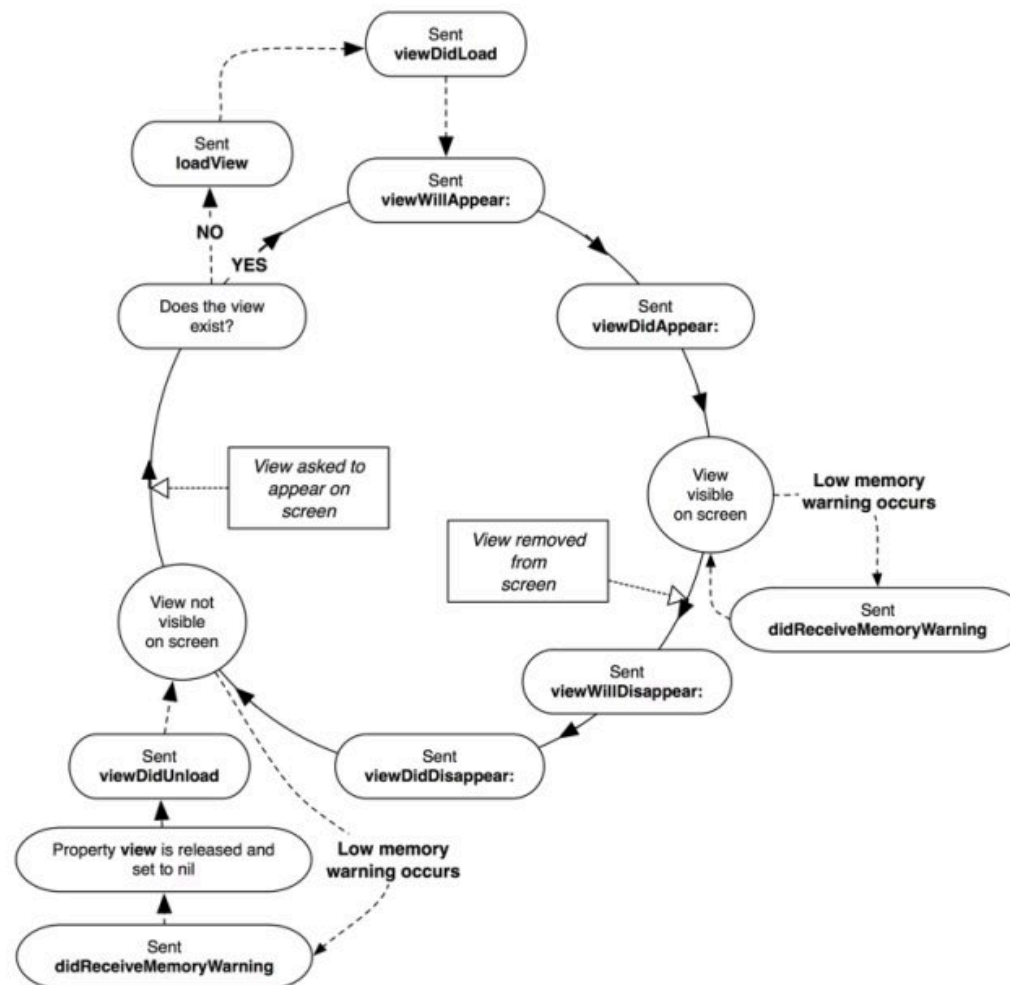 Sent
viewDidLoad
Sent
loadView
Sent
viewWillAppear:
NO
YES
Does the view
exist?
Sent
viewDidAppear:
View asked to
appear on
screen
View
visible
on screen
Low memory
warning occurs
View removed
from
screen
View not
visible
on screen
Sent
didReceiveMemoryWarning
Sent
viewWillDisappear:
Sent
viewDidUnload
Sent
viewDidDisappear:
Property view is released and
set to nil
Low memory
warning occurs
Sent
didReceiveMemoryWarning